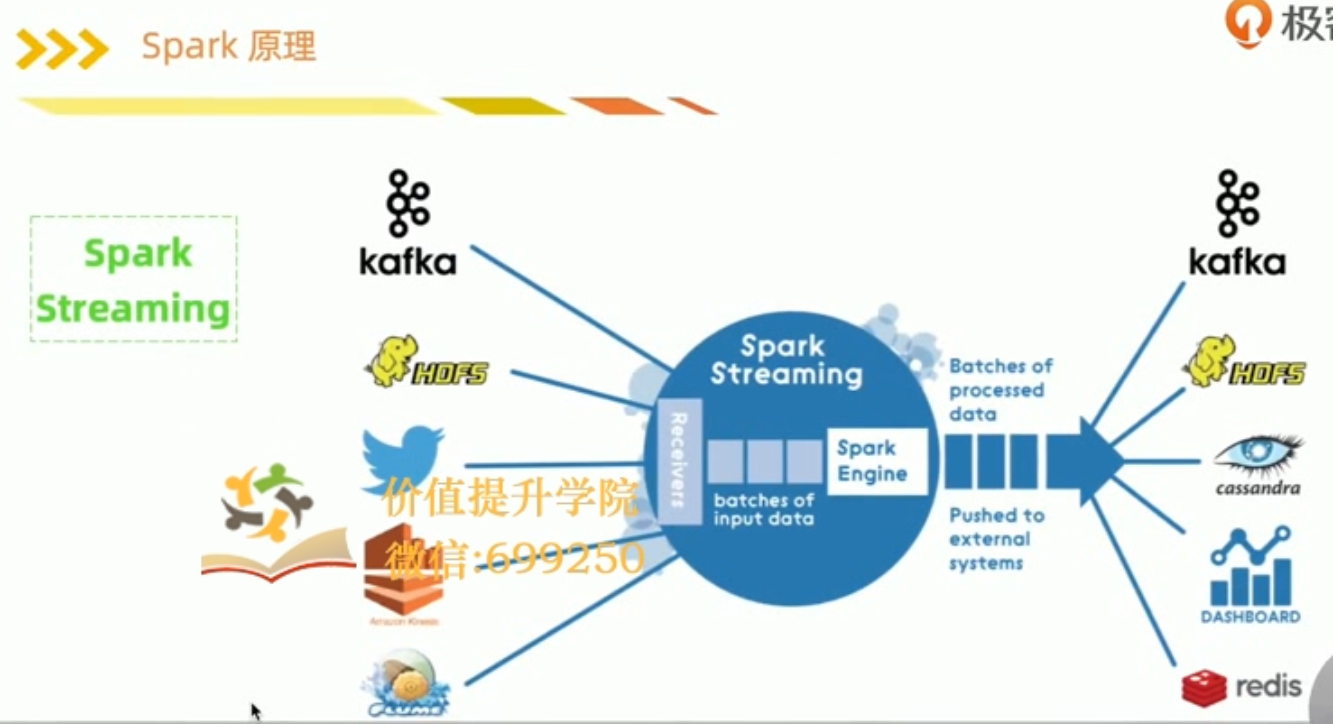 Spark 原理
极客
Spark
Streaming
kafka
HDFS
Amazon Kinesis
FLUME
价值提升学院
微信:699250
Spark
Streaming
Receivers
batches of
input data
Spark
Engine
Batches of
processed
data
Pushed to
external
systems
kafka
HDFS
cassandra
DASHBOARD
redis